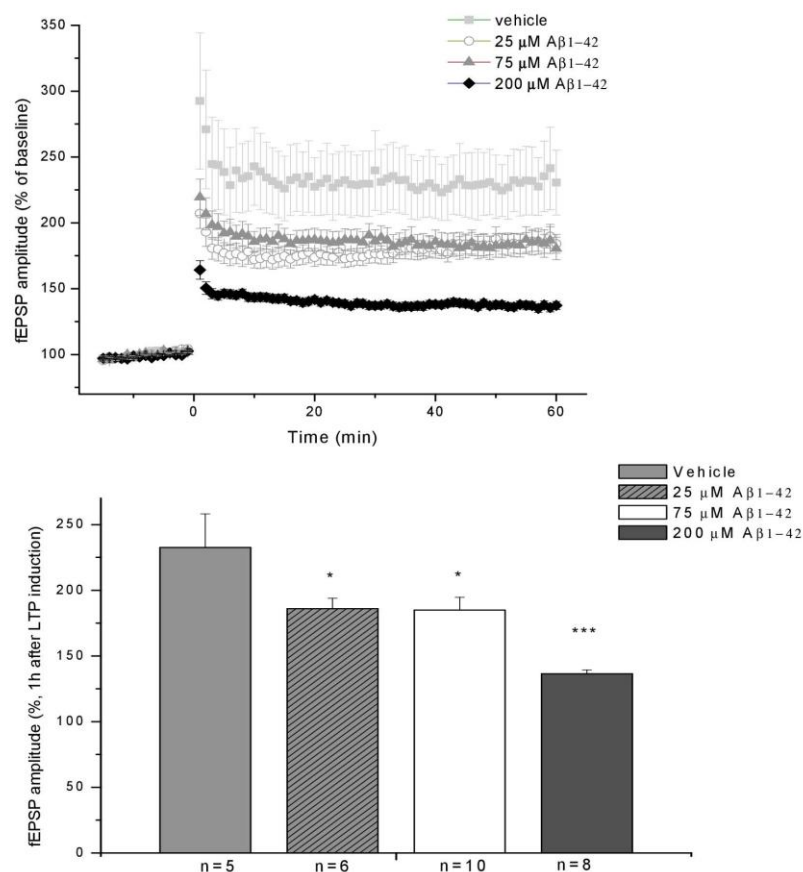 350
300
250
200
150
100
fEPSP amplitude (% of baseline)
vehicle
25 μM Aβ1–42
75 μM Aβ1–42
200 μM Aβ1–42
0
20
40
60
Time (min)
Vehicle
25 μM Aβ1–42
75 μM Aβ1–42
200 μM Aβ1–42
fEPSP amplitude (%, 1h after LTP induction)
250
200
150
100
50
0
*
*
***
n=5
n=6
n=10
n=8